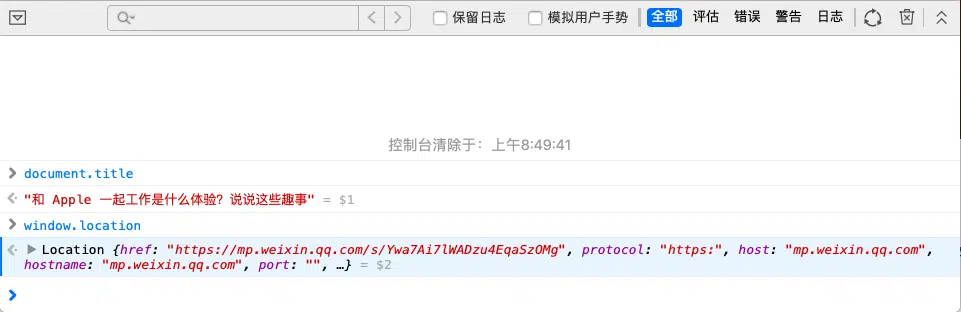 保留日志 模拟用户手势 全部 评估 错误 警告 日志
控制台清除于：上午8:49:41
document.title
"和 Apple 一起工作是什么体验？说说这些趣事" = $1
window.location
Location {href: "https://mp.weixin.qq.com/s/Ywa7Ai7lWADzu4EqaSzOMg", protocol: "https:", host: "mp.weixin.qq.com",
hostname: "mp.weixin.qq.com", port: "", …} = $2